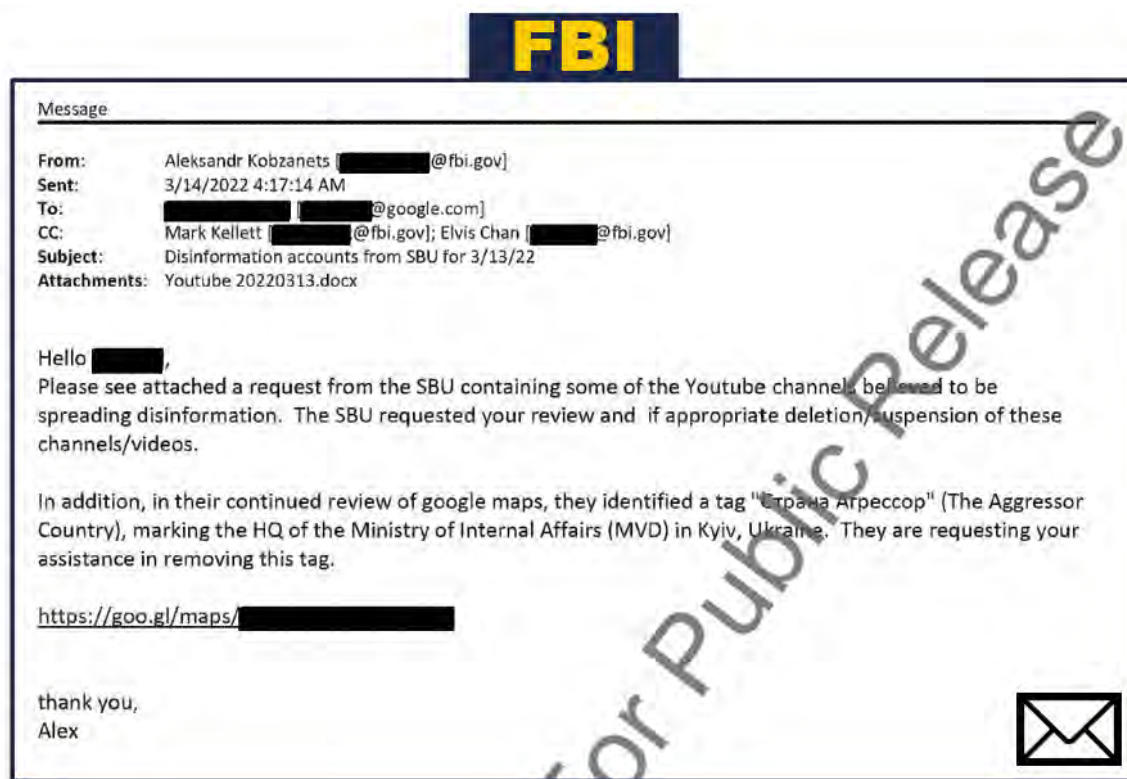 FBI
Message
From: Aleksandr Kobzanets [ @fbi.gov]
Sent: 3/14/2022 4:17:14 AM
To: [ @google.com]
CC: Mark Kellett [ @fbi.gov]; Elvis Chan [ @fbi.gov]
Subject: Disinformation accounts from SBU for 3/13/22
Attachments: Youtube 20220313.docx
Hello ,
Please see attached a request from the SBU containing some of the Youtube channels believed to be
spreading disinformation. The SBU requested your review and if appropriate deletion/suspension of these
channels/videos.
In addition, in their continued review of google maps, they identified a tag "Страна Агрессор" (The Aggressor
Country), marking the HQ of the Ministry of Internal Affairs (MVD) in Kyiv, Ukraine. They are requesting your
assistance in removing this tag.
https://goo.gl/maps/
thank you,
Alex
For Public Release